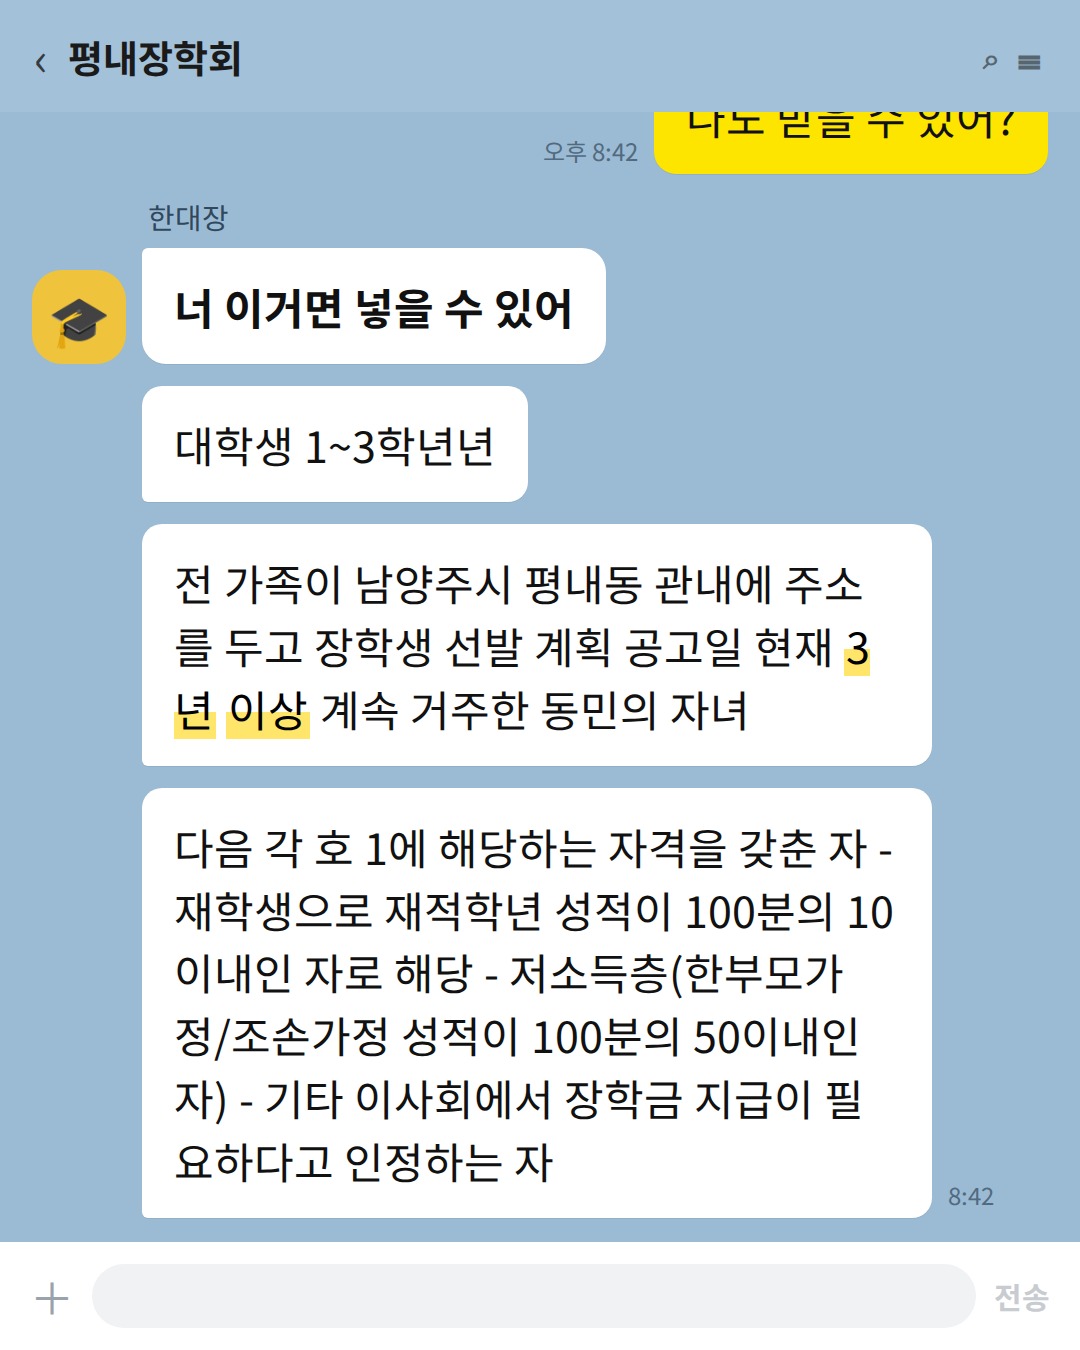 평내장학회
나도 받을 수 있어?
오후 8:42
한대장
너 이거면 넣을 수 있어
대학생 1~3학년년
전 가족이 남양주시 평내동 관내에 주소
를 두고 장학생 선발 계획 공고일 현재 3
년 이상 계속 거주한 동민의 자녀
다음 각 호 1에 해당하는 자격을 갖춘 자 -
재학생으로 재적학년 성적이 100분의 10
이내인 자로 해당 - 저소득층(한부모가
정/조손가정 성적이 100분의 50이내인
자) - 기타 이사회에서 장학금 지급이 필
요하다고 인정하는 자
8:42
전송